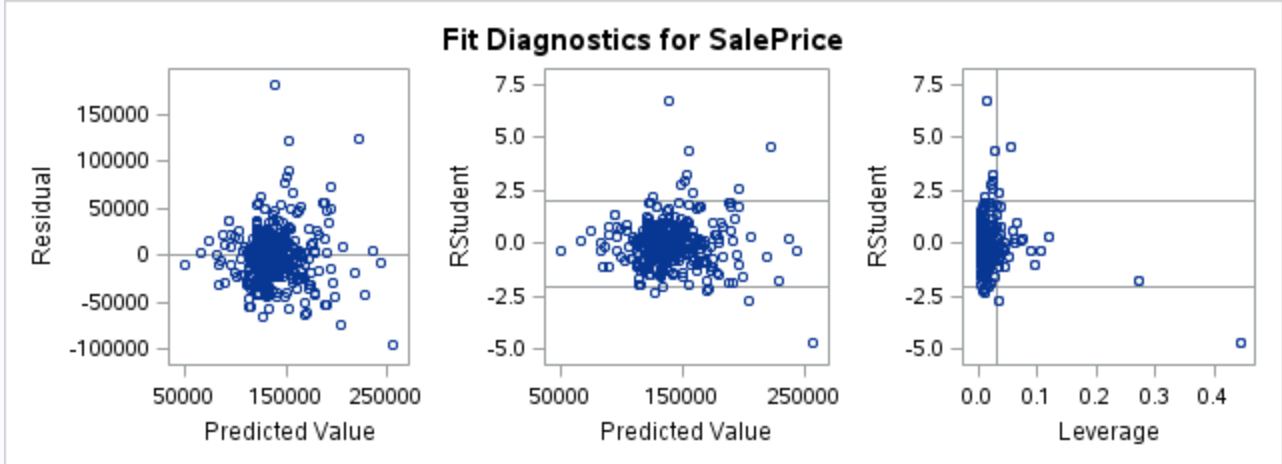 Fit Diagnostics for SalePrice
Residual
150000
100000
50000
0
-50000
-100000
50000 150000 250000
Predicted Value
RStudent
7.5
5.0
2.5
0.0
-2.5
-5.0
50000 150000 250000
Predicted Value
RStudent
7.5
5.0
2.5
0.0
-2.5
-5.0
0.0 0.1 0.2 0.3 0.4
Leverage